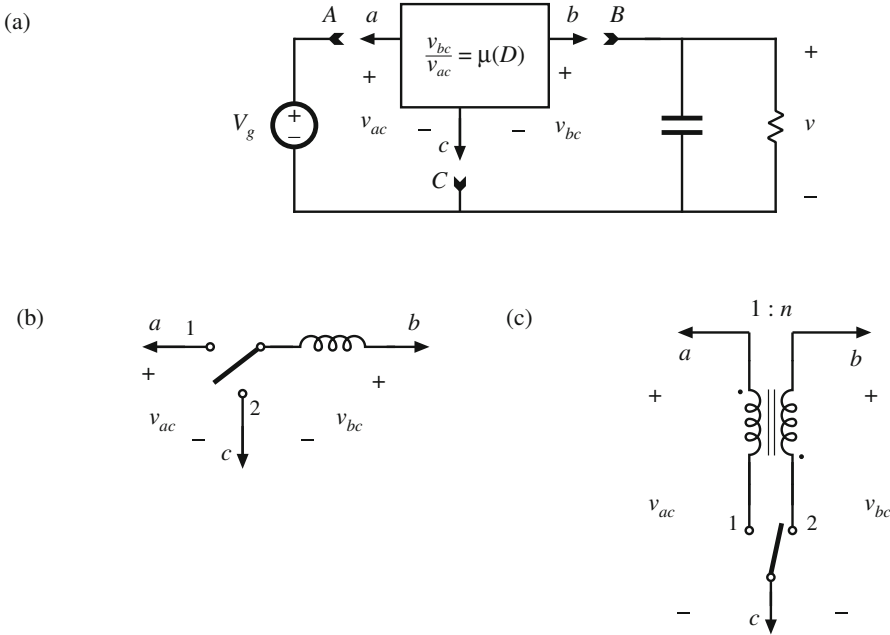 (a)
A a b B
v_bc / v_ac = μ(D)
+ + +
V_g + − v_ac − − v_bc v
c
C −
(b) (c) 1 : n
a 1 b a b
+ + + +
2
v_ac − − v_bc
c
v_ac 1 2 v_bc
− c −